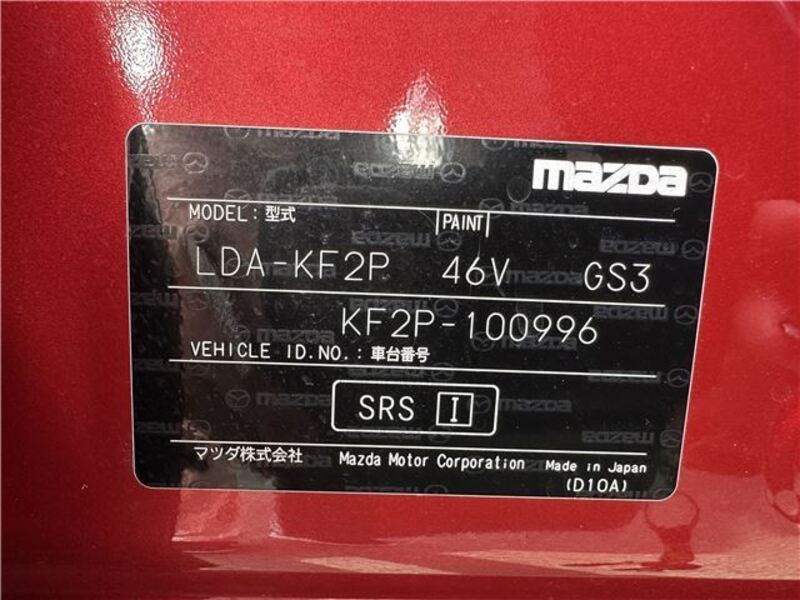 mazda
MODEL : 型式
PAINT
LDA-KF2P 46V GS3
KF2P-100996
VEHICLE ID.NO. : 車台番号
SRS I
マツダ株式会社 Mazda Motor Corporation Made in Japan
(D10A)